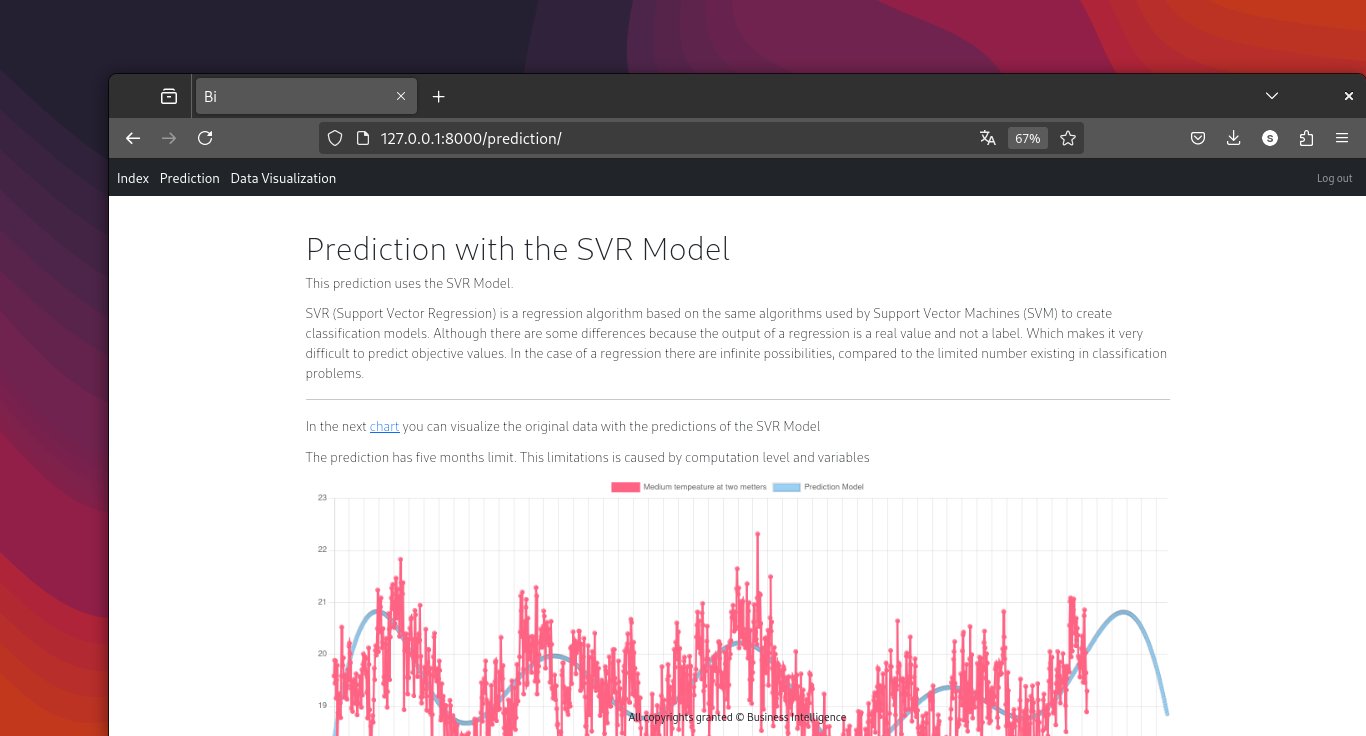 Bi
127.0.0.1:8000/prediction/
67%
S
Index Prediction Data Visualization
Log out
Prediction with the SVR Model
This prediction uses the SVR Model.
SVR (Support Vector Regression) is a regression algorithm based on the same algorithms used by Support Vector Machines (SVM) to create
classification models. Although there are some differences because the output of a regression is a real value and not a label. Which makes it very
difficult to predict objective values. In the case of a regression there are infinite possibilities, compared to the limited number existing in classification
problems.
In the next chart you can visualize the original data with the predictions of the SVR Model
The prediction has five months limit. This limitations is caused by computation level and variables
Medium tempeature at two metters Prediction Model
23
22
21
20
19
All copyrights granted © Business Intelligence